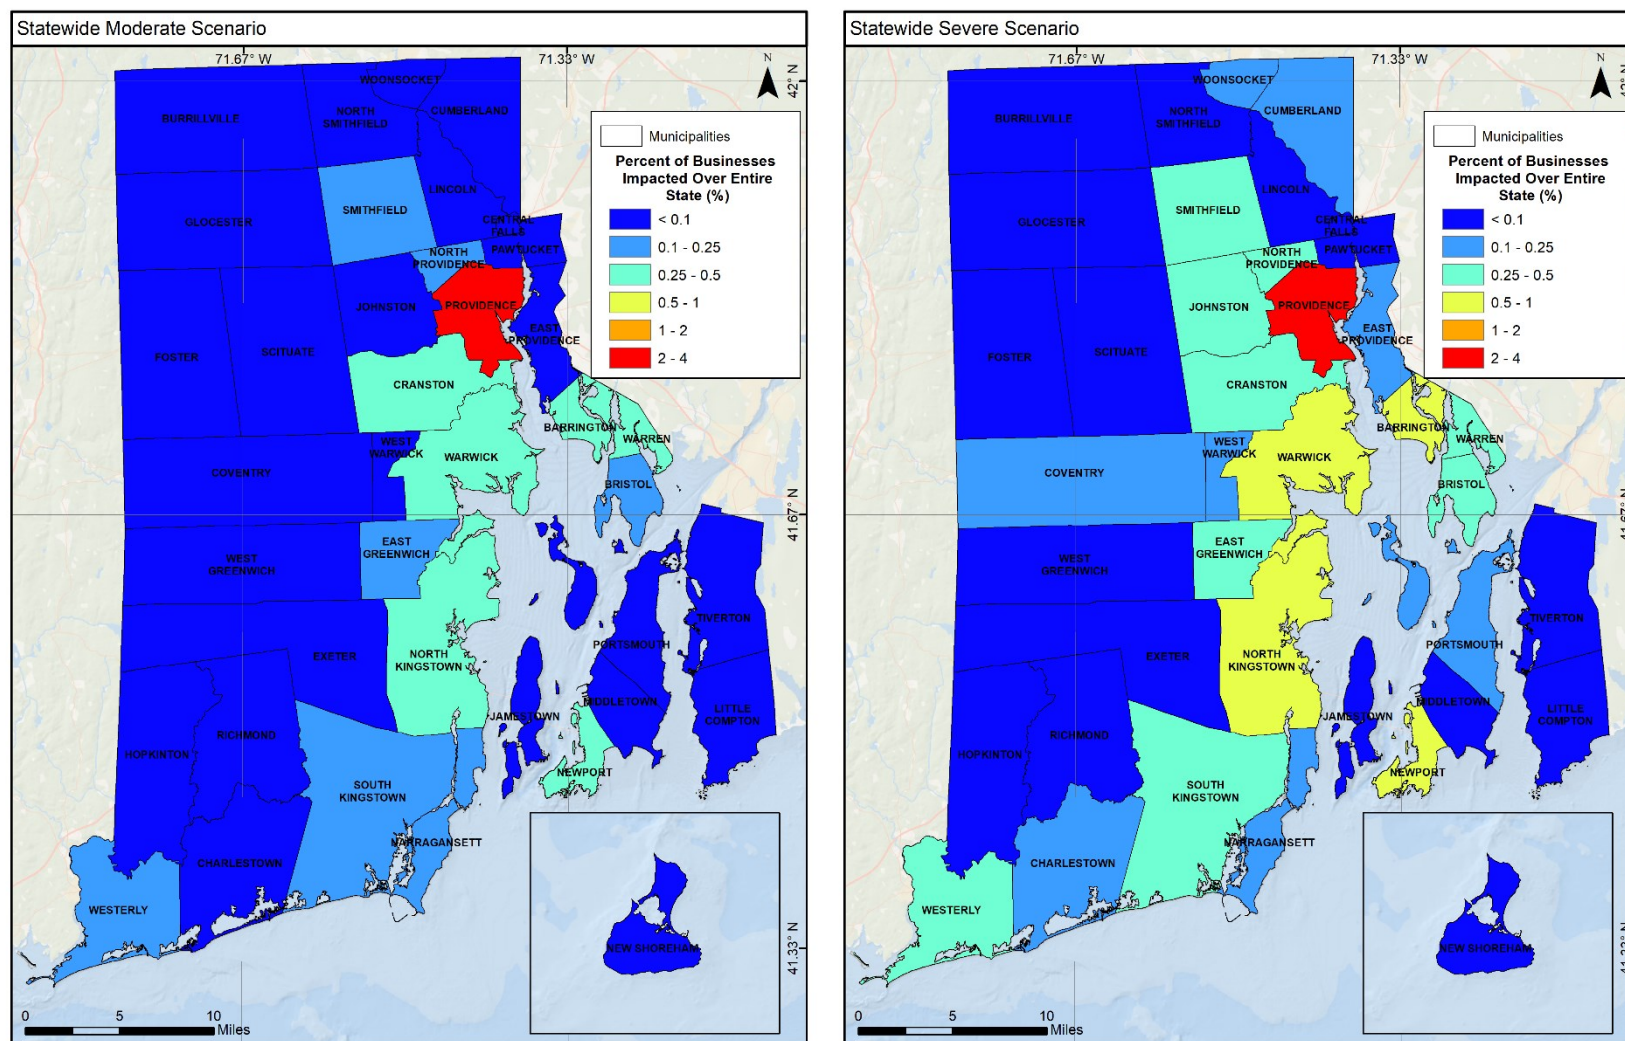 Statewide Moderate Scenario
71.67° W
71.33° W
N
42° N
WOONSOCKET
BURRILLVILLE
NORTH
SMITHFIELD
CUMBERLAND
Municipalities
Percent of Businesses
Impacted Over Entire
State (%)
< 0.1
0.1 - 0.25
0.25 - 0.5
0.5 - 1
1 - 2
2 - 4
GLOCESTER
SMITHFIELD
LINCOLN
CENTRAL
FALLS
NORTH
PROVIDENCE
PAWTUCKET
JOHNSTON
PROVIDENCE
EAST
PROVIDENCE
FOSTER
SCITUATE
CRANSTON
BARRINGTON
WARREN
WEST
WARWICK
WARWICK
COVENTRY
BRISTOL
41.67° N
EAST
GREENWICH
WEST
GREENWICH
TIVERTON
PORTSMOUTH
EXETER
NORTH
KINGSTOWN
MIDDLETOWN
JAMESTOWN
LITTLE
COMPTON
RICHMOND
HOPKINTON
NEWPORT
SOUTH
KINGSTOWN
NARRAGANSETT
CHARLESTOWN
WESTERLY
NEW SHOREHAM
41.33° N
0
5
10
Miles
Statewide Severe Scenario
71.67° W
71.33° W
N
42° N
WOONSOCKET
BURRILLVILLE
NORTH
SMITHFIELD
CUMBERLAND
Municipalities
Percent of Businesses
Impacted Over Entire
State (%)
< 0.1
0.1 - 0.25
0.25 - 0.5
0.5 - 1
1 - 2
2 - 4
GLOCESTER
SMITHFIELD
LINCOLN
CENTRAL
FALLS
NORTH
PROVIDENCE
PAWTUCKET
JOHNSTON
PROVIDENCE
EAST
PROVIDENCE
FOSTER
SCITUATE
CRANSTON
BARRINGTON
WARREN
WEST
WARWICK
WARWICK
COVENTRY
BRISTOL
41.67° N
EAST
GREENWICH
WEST
GREENWICH
TIVERTON
PORTSMOUTH
EXETER
NORTH
KINGSTOWN
MIDDLETOWN
JAMESTOWN
LITTLE
COMPTON
RICHMOND
HOPKINTON
NEWPORT
SOUTH
KINGSTOWN
NARRAGANSETT
CHARLESTOWN
WESTERLY
NEW SHOREHAM
41.33° N
0
5
10
Miles